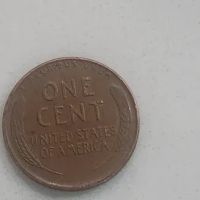 ONE
CENT
UNITED STATES
OF AMERICA